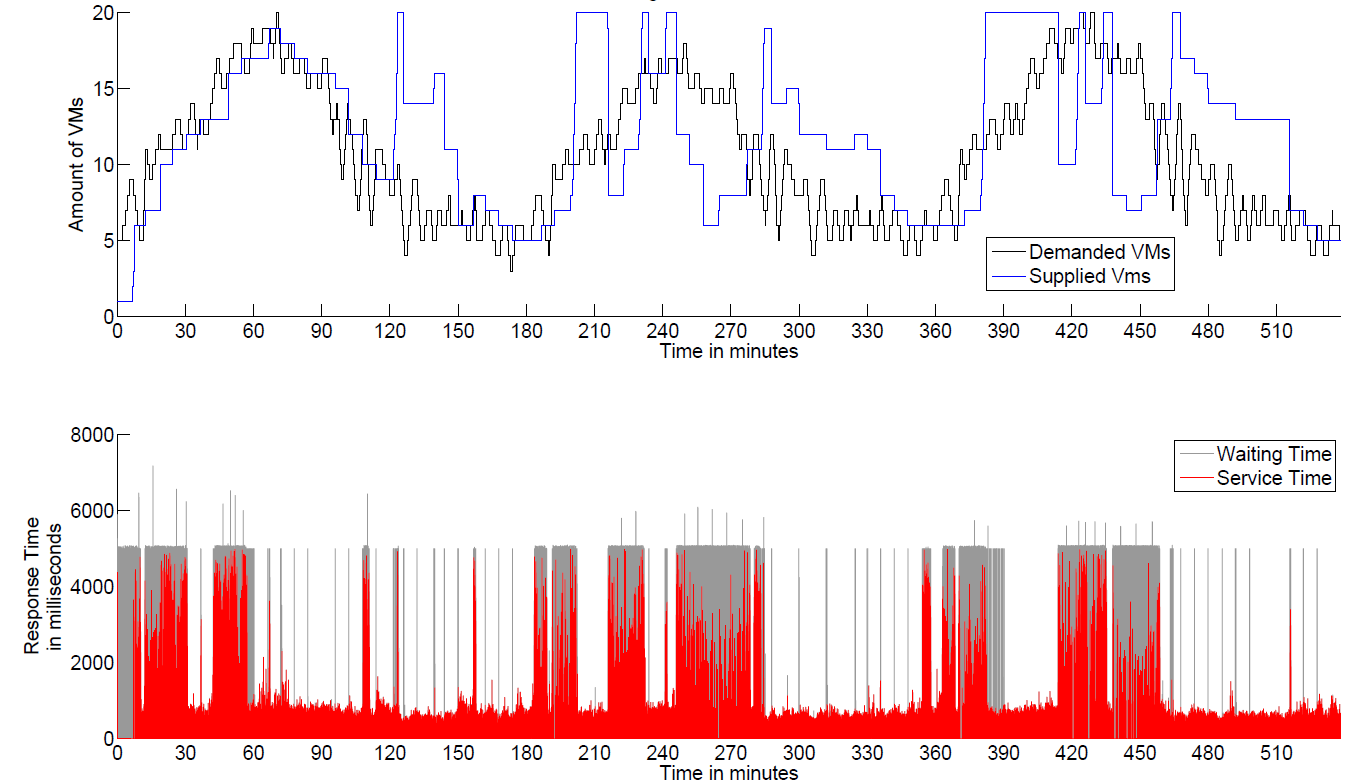 20
15
10
5
0
Amount of VMs
Demanded VMs
Supplied Vms
0 30 60 90 120 150 180 210 240 270 300 330 360 390 420 450 480 510
Time in minutes
8000
6000
4000
2000
0
Response Time
in milliseconds
Waiting Time
Service Time
0 30 60 90 120 150 180 210 240 270 300 330 360 390 420 450 480 510
Time in minutes